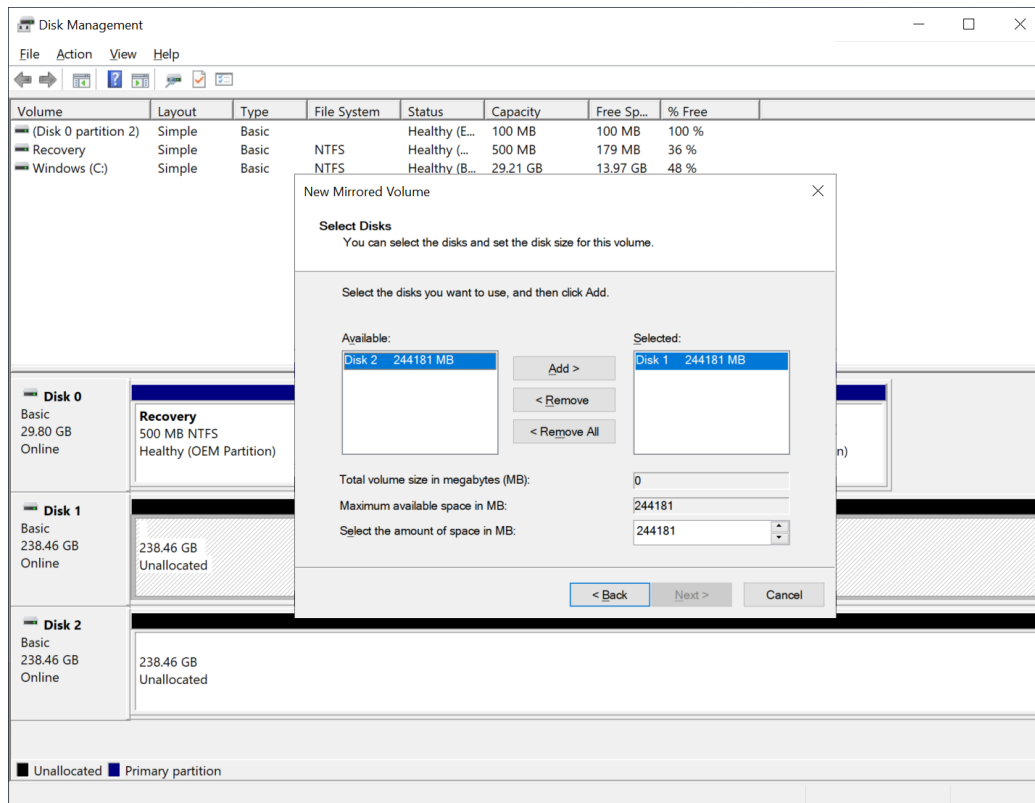 Disk Management
File Action View Help
Volume Layout Type File System Status Capacity Free Sp... % Free
(Disk 0 partition 2) Simple Basic Healthy (E... 100 MB 100 MB 100 %
Recovery Simple Basic NTFS Healthy (... 500 MB 179 MB 36 %
Windows (C:) Simple Basic NTFS Healthy (B... 29.21 GB 13.97 GB 48 %
New Mirrored Volume
Select Disks
You can select the disks and set the disk size for this volume.
Select the disks you want to use, and then click Add.
Available: Selected:
Disk 2 244181 MB Disk 1 244181 MB
Add >
< Remove
< Remove All
Total volume size in megabytes (MB): 0
Maximum available space in MB: 244181
Select the amount of space in MB: 244181
< Back Next > Cancel
Disk 0
Basic
29.80 GB
Online
Recovery
500 MB NTFS
Healthy (OEM Partition)
n)
Disk 1
Basic
238.46 GB
Online
238.46 GB
Unallocated
Disk 2
Basic
238.46 GB
Online
238.46 GB
Unallocated
Unallocated Primary partition